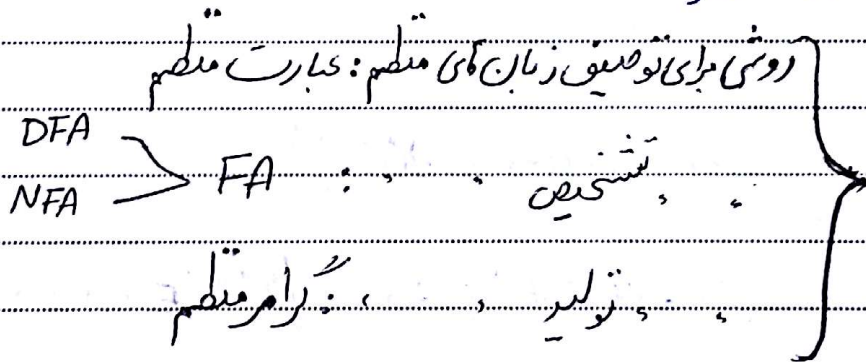 روشی برای توصیف زبان های منظم : عبارت منظم
« « تشخیص « « : FA
DFA
NFA
« « تولید « « : گرامر منظم